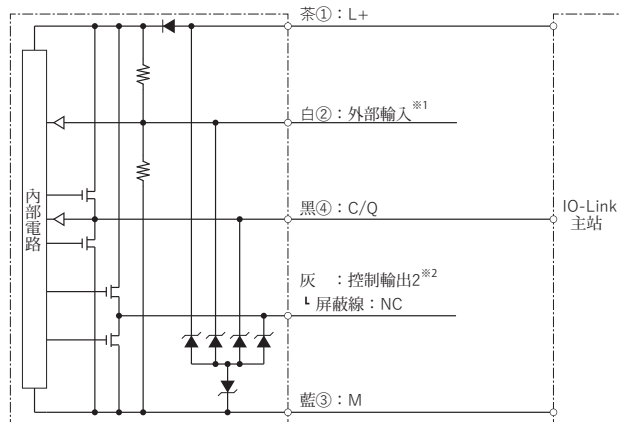 茶①：L+
白②：外部輸入※1
內部電路
黑④：C/Q
IO-Link
主站
灰　：控制輸出2※2
┗ 屏蔽線：NC
藍③：M